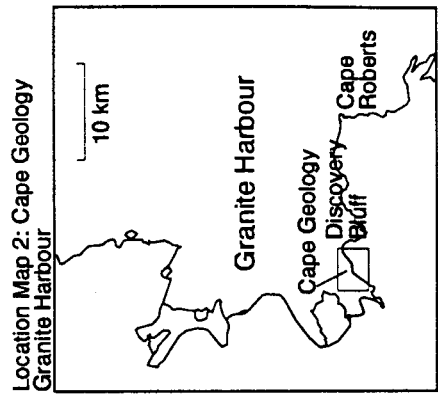 Location Map 2: Cape Geology
Granite Harbour
10 km
Granite Harbour
Cape Geology
Discovery
Bluff
Cape
Roberts